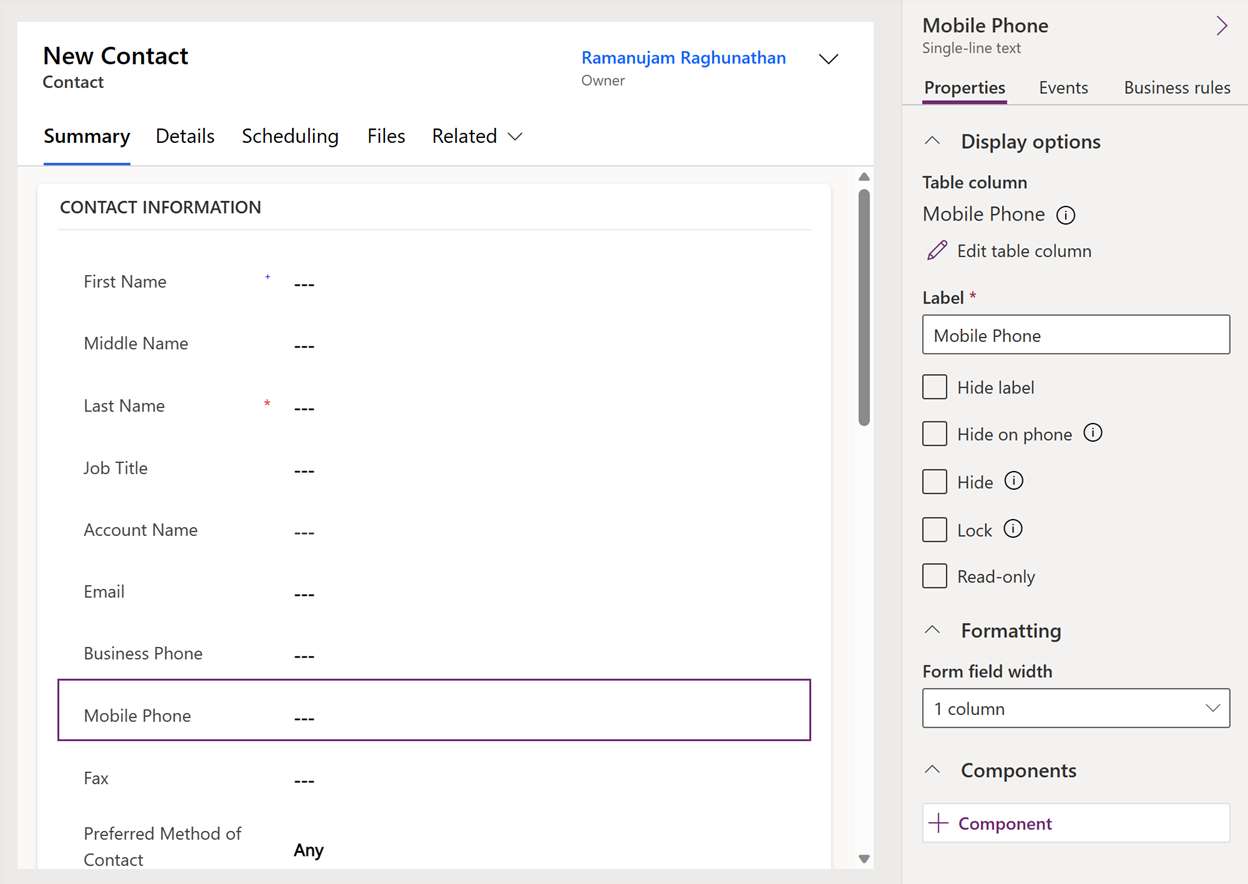 New Contact
Contact
Ramanujam Raghunathan
Owner
Summary Details Scheduling Files Related
CONTACT INFORMATION
First Name + ---
Middle Name ---
Last Name * ---
Job Title ---
Account Name ---
Email ---
Business Phone ---
Mobile Phone ---
Fax ---
Preferred Method of
Contact
Any
Mobile Phone
Single-line text
Properties Events Business rules
Display options
Table column
Mobile Phone
Edit table column
Label *
Mobile Phone
Hide label
Hide on phone
Hide
Lock
Read-only
Formatting
Form field width
1 column
Components
+ Component